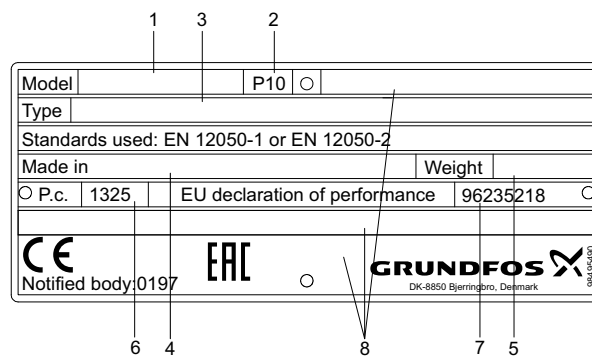 1 3 2
Model P10
Type
Standards used: EN 12050-1 or EN 12050-2
Made in Weight
P.c. 1325 EU declaration of performance 96235218
CE EAC GRUNDFOS
Notified body:0197 DK-8850 Bjerringbro, Denmark
6 4 8 7 5